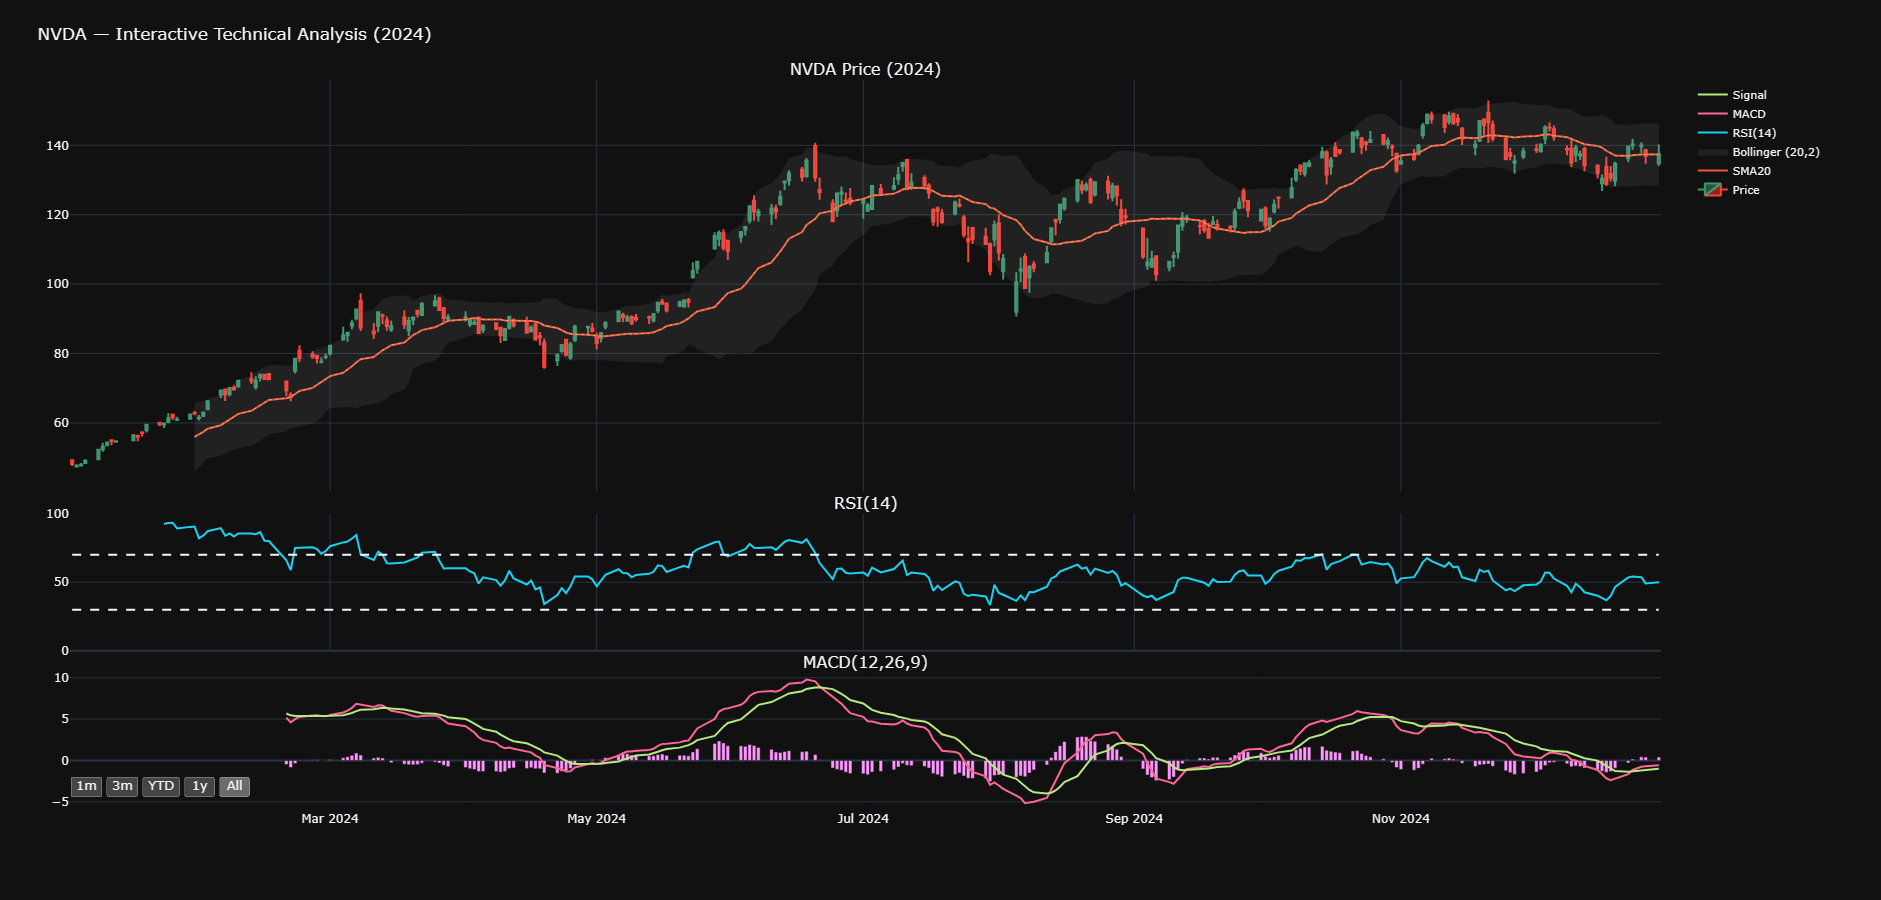 NVDA — Interactive Technical Analysis (2024)
NVDA Price (2024)
Signal
MACD
RSI(14)
Bollinger (20,2)
SMA20
Price
140
120
100
80
60
RSI(14)
100
50
0
MACD(12,26,9)
10
5
0
−5
1m 3m YTD 1y All
Mar 2024 May 2024 Jul 2024 Sep 2024 Nov 2024